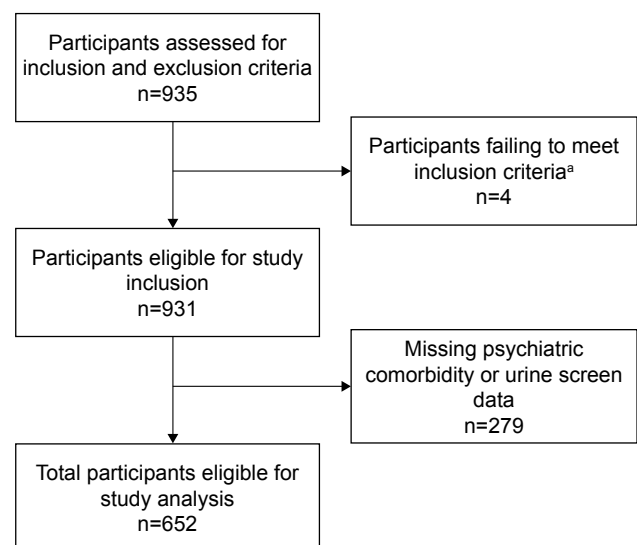 Participants assessed for
inclusion and exclusion criteria
n=935
Participants failing to meet
inclusion criteriaᵃ
n=4
Participants eligible for study
inclusion
n=931
Missing psychiatric
comorbidity or urine screen
data
n=279
Total participants eligible for
study analysis
n=652